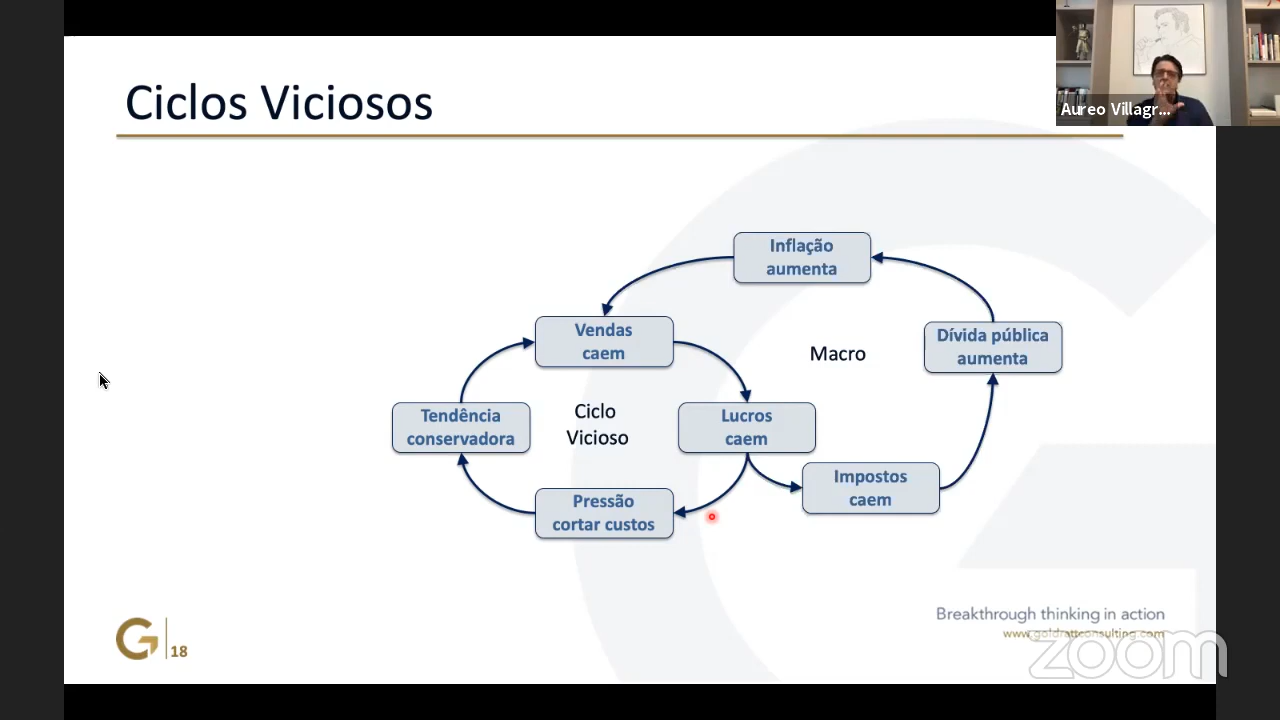 Ciclos Viciosos
Aureo Villagr...
Inflação
aumenta
Vendas
caem
Dívida pública
aumenta
Macro
Tendência
conservadora
Ciclo
Vicioso
Lucros
caem
Impostos
caem
Pressão
cortar custos
Breakthrough thinking in action
www.goldrattconsulting.com
G
18
zoom